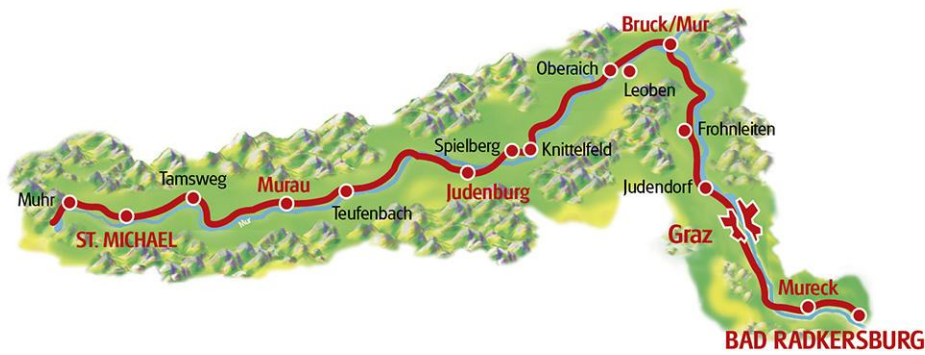 Bruck/Mur
Oberaich
Leoben
Frohnleiten
Spielberg
Knittelfeld
Judenburg
Tamsweg
Murau
Judendorf
Muhr
Teufenbach
Mur
ST. MICHAEL
Graz
Mureck
BAD RADKERSBURG